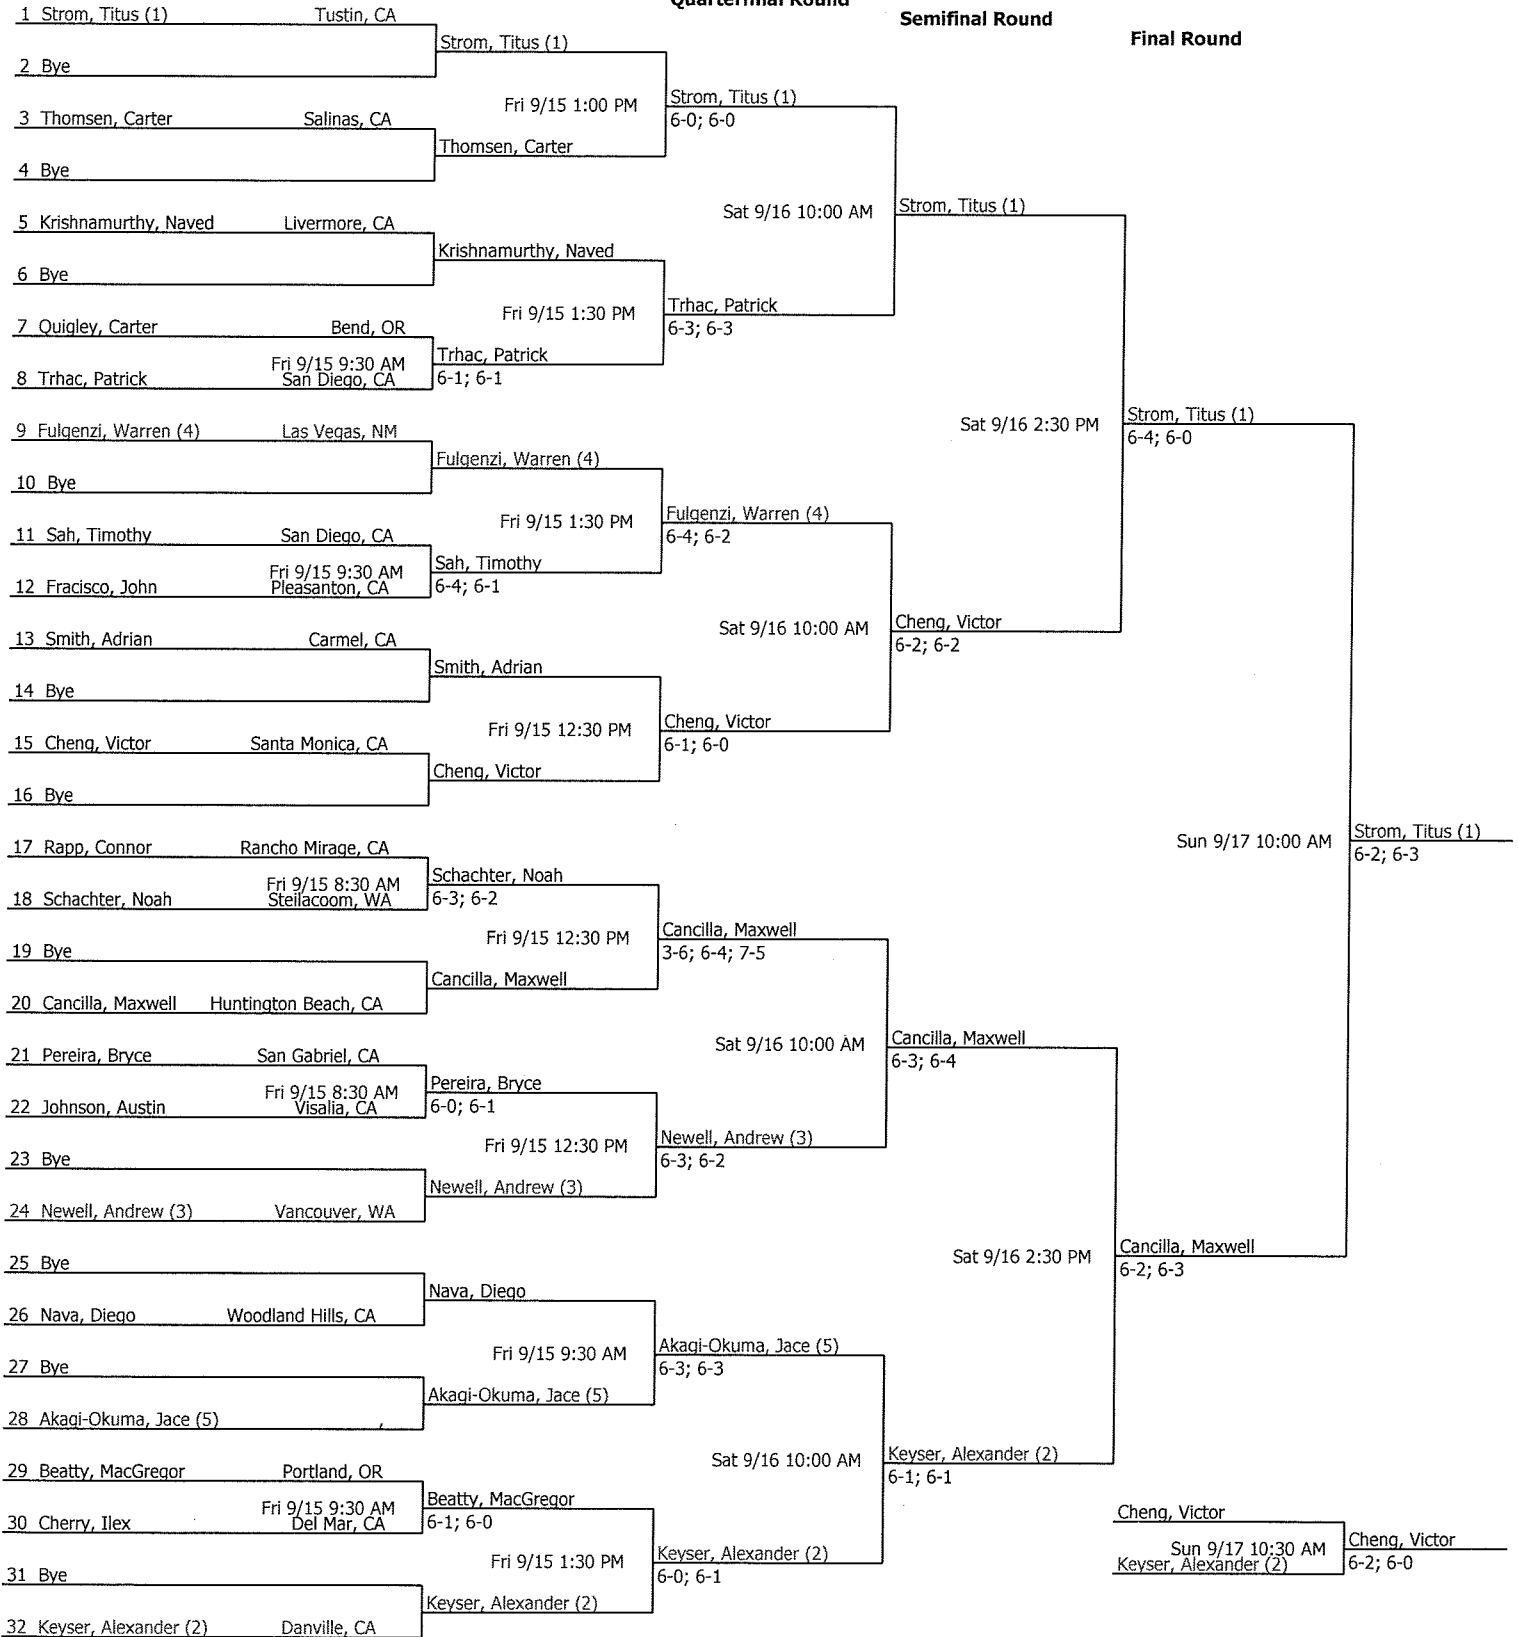 Quarterfinal Round
Semifinal Round
Final Round
1 Strom, Titus (1) Tustin, CA
Strom, Titus (1)
2 Bye
Fri 9/15 1:00 PM
Strom, Titus (1)
6-0; 6-0
3 Thomsen, Carter Salinas, CA
Thomsen, Carter
4 Bye
Sat 9/16 10:00 AM
Strom, Titus (1)
5 Krishnamurthy, Naved Livermore, CA
Krishnamurthy, Naved
6 Bye
Fri 9/15 1:30 PM
Trhac, Patrick
6-3; 6-3
7 Quigley, Carter Bend, OR
Fri 9/15 9:30 AM
Trhac, Patrick
6-1; 6-1
8 Trhac, Patrick San Diego, CA
Sat 9/16 2:30 PM
Strom, Titus (1)
6-4; 6-0
9 Fulgenzi, Warren (4) Las Vegas, NM
Fulgenzi, Warren (4)
10 Bye
Fri 9/15 1:30 PM
Fulgenzi, Warren (4)
6-4; 6-2
11 Sah, Timothy San Diego, CA
Fri 9/15 9:30 AM
Sah, Timothy
6-4; 6-1
12 Fracisco, John Pleasanton, CA
Sat 9/16 10:00 AM
Cheng, Victor
6-2; 6-2
13 Smith, Adrian Carmel, CA
Smith, Adrian
14 Bye
Fri 9/15 12:30 PM
Cheng, Victor
6-1; 6-0
15 Cheng, Victor Santa Monica, CA
Cheng, Victor
16 Bye
Sun 9/17 10:00 AM
Strom, Titus (1)
6-2; 6-3
17 Rapp, Connor Rancho Mirage, CA
Fri 9/15 8:30 AM
Schachter, Noah
6-3; 6-2
18 Schachter, Noah Steilacoom, WA
Fri 9/15 12:30 PM
Cancilla, Maxwell
3-6; 6-4; 7-5
19 Bye
Cancilla, Maxwell
20 Cancilla, Maxwell Huntington Beach, CA
Sat 9/16 10:00 AM
Cancilla, Maxwell
6-3; 6-4
21 Pereira, Bryce San Gabriel, CA
Fri 9/15 8:30 AM
Pereira, Bryce
6-0; 6-1
22 Johnson, Austin Visalia, CA
Fri 9/15 12:30 PM
Newell, Andrew (3)
6-3; 6-2
23 Bye
Newell, Andrew (3)
24 Newell, Andrew (3) Vancouver, WA
Sat 9/16 2:30 PM
Cancilla, Maxwell
6-2; 6-3
25 Bye
Nava, Diego
26 Nava, Diego Woodland Hills, CA
Fri 9/15 9:30 AM
Akagi-Okuma, Jace (5)
6-3; 6-3
27 Bye
Akagi-Okuma, Jace (5)
28 Akagi-Okuma, Jace (5) ,
Sat 9/16 10:00 AM
Keyser, Alexander (2)
6-1; 6-1
29 Beatty, MacGregor Portland, OR
Fri 9/15 9:30 AM
Beatty, MacGregor
6-1; 6-0
30 Cherry, Ilex Del Mar, CA
Fri 9/15 1:30 PM
Keyser, Alexander (2)
6-0; 6-1
31 Bye
Keyser, Alexander (2)
32 Keyser, Alexander (2) Danville, CA
Cheng, Victor
Sun 9/17 10:30 AM
Keyser, Alexander (2)
Cheng, Victor
6-2; 6-0